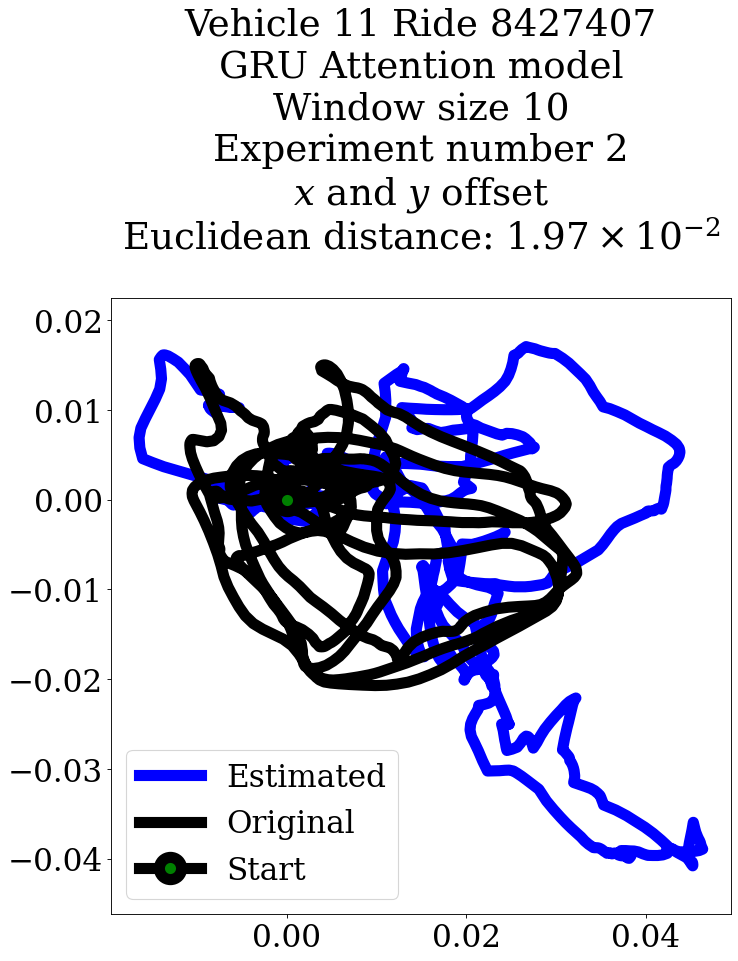 Vehicle 11 Ride 8427407
GRU Attention model
Window size 10
Experiment number 2
x and y offset
Euclidean distance: 1.97 × 10⁻²
0.02
0.01
0.00
−0.01
−0.02
−0.03
−0.04
Estimated
Original
Start
0.00 0.02 0.04